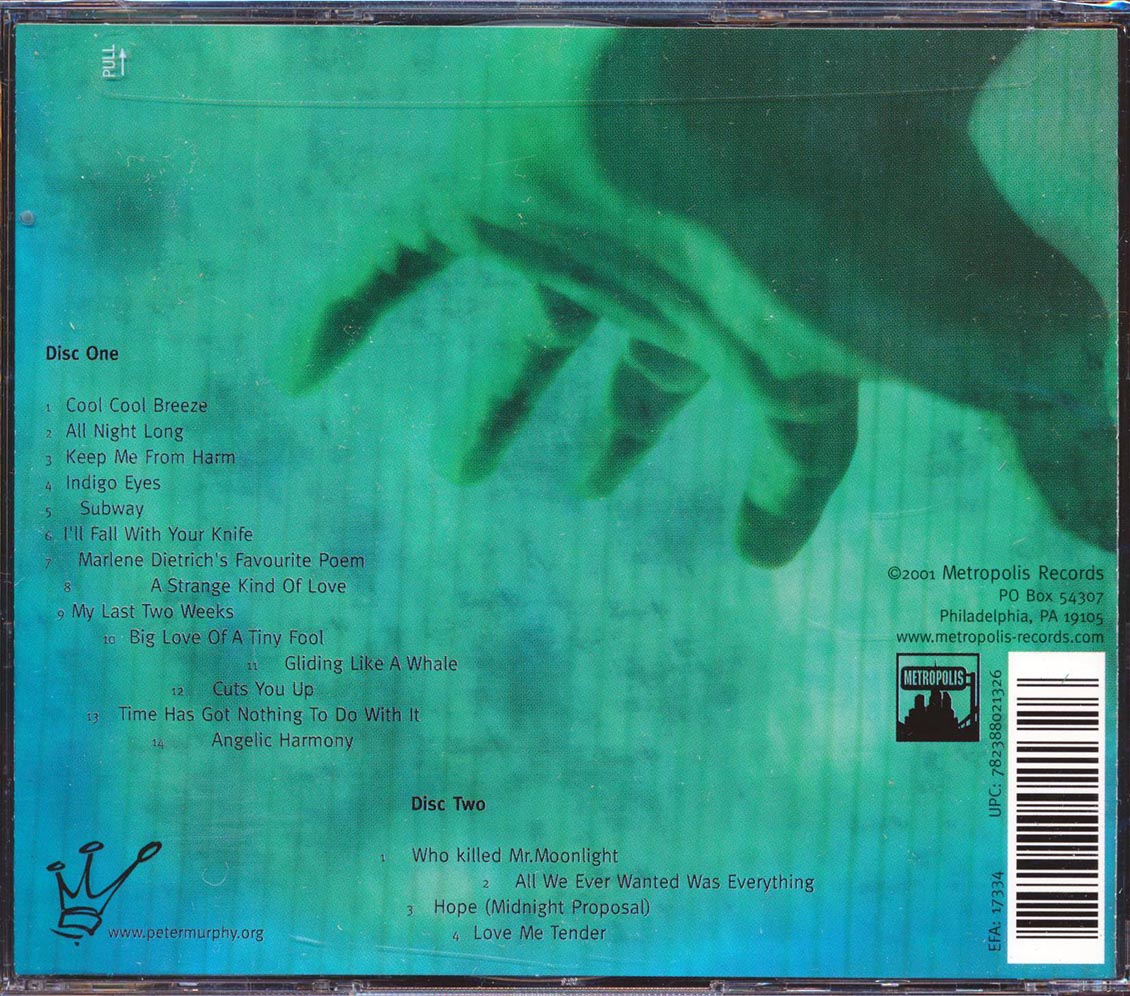 PULL
Disc One
1 Cool Cool Breeze
2 All Night Long
3 Keep Me From Harm
4 Indigo Eyes
5 Subway
6 I'll Fall With Your Knife
7 Marlene Dietrich's Favourite Poem
8 A Strange Kind Of Love
9 My Last Two Weeks
10 Big Love Of A Tiny Fool
11 Gliding Like A Whale
12 Cuts You Up
13 Time Has Got Nothing To Do With It
14 Angelic Harmony
Disc Two
1 Who killed Mr.Moonlight
2 All We Ever Wanted Was Everything
3 Hope (Midnight Proposal)
4 Love Me Tender
www.petermurphy.org
©2001 Metropolis Records
PO Box 54307
Philadelphia, PA 19105
www.metropolis-records.com
METROPOLIS
UPC: 782388021326
EFA: 17334